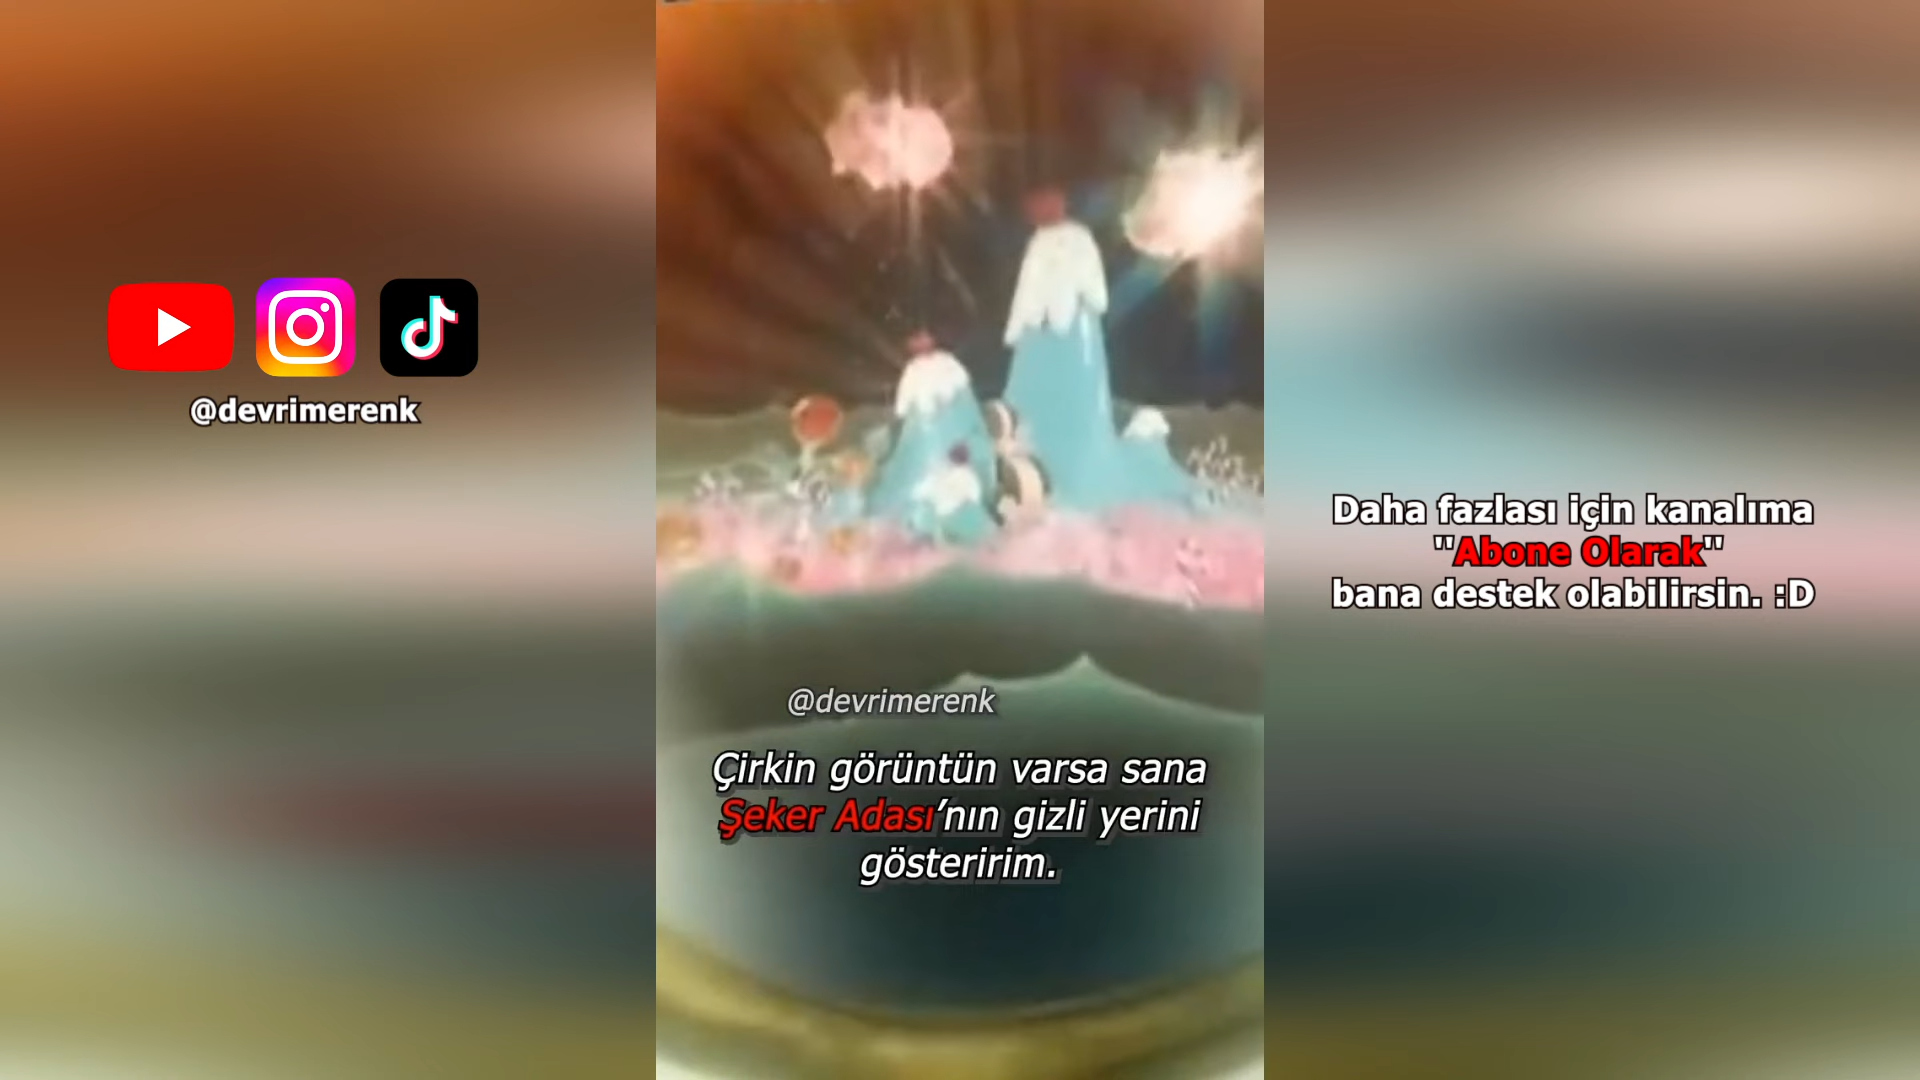 @devrimerenk
@devrimerenk
Çirkin görüntün varsa sana
Şeker Adası’nın gizli yerini
gösteririm.
Daha fazlası için kanalıma
"Abone Olarak"
bana destek olabilirsin. :D